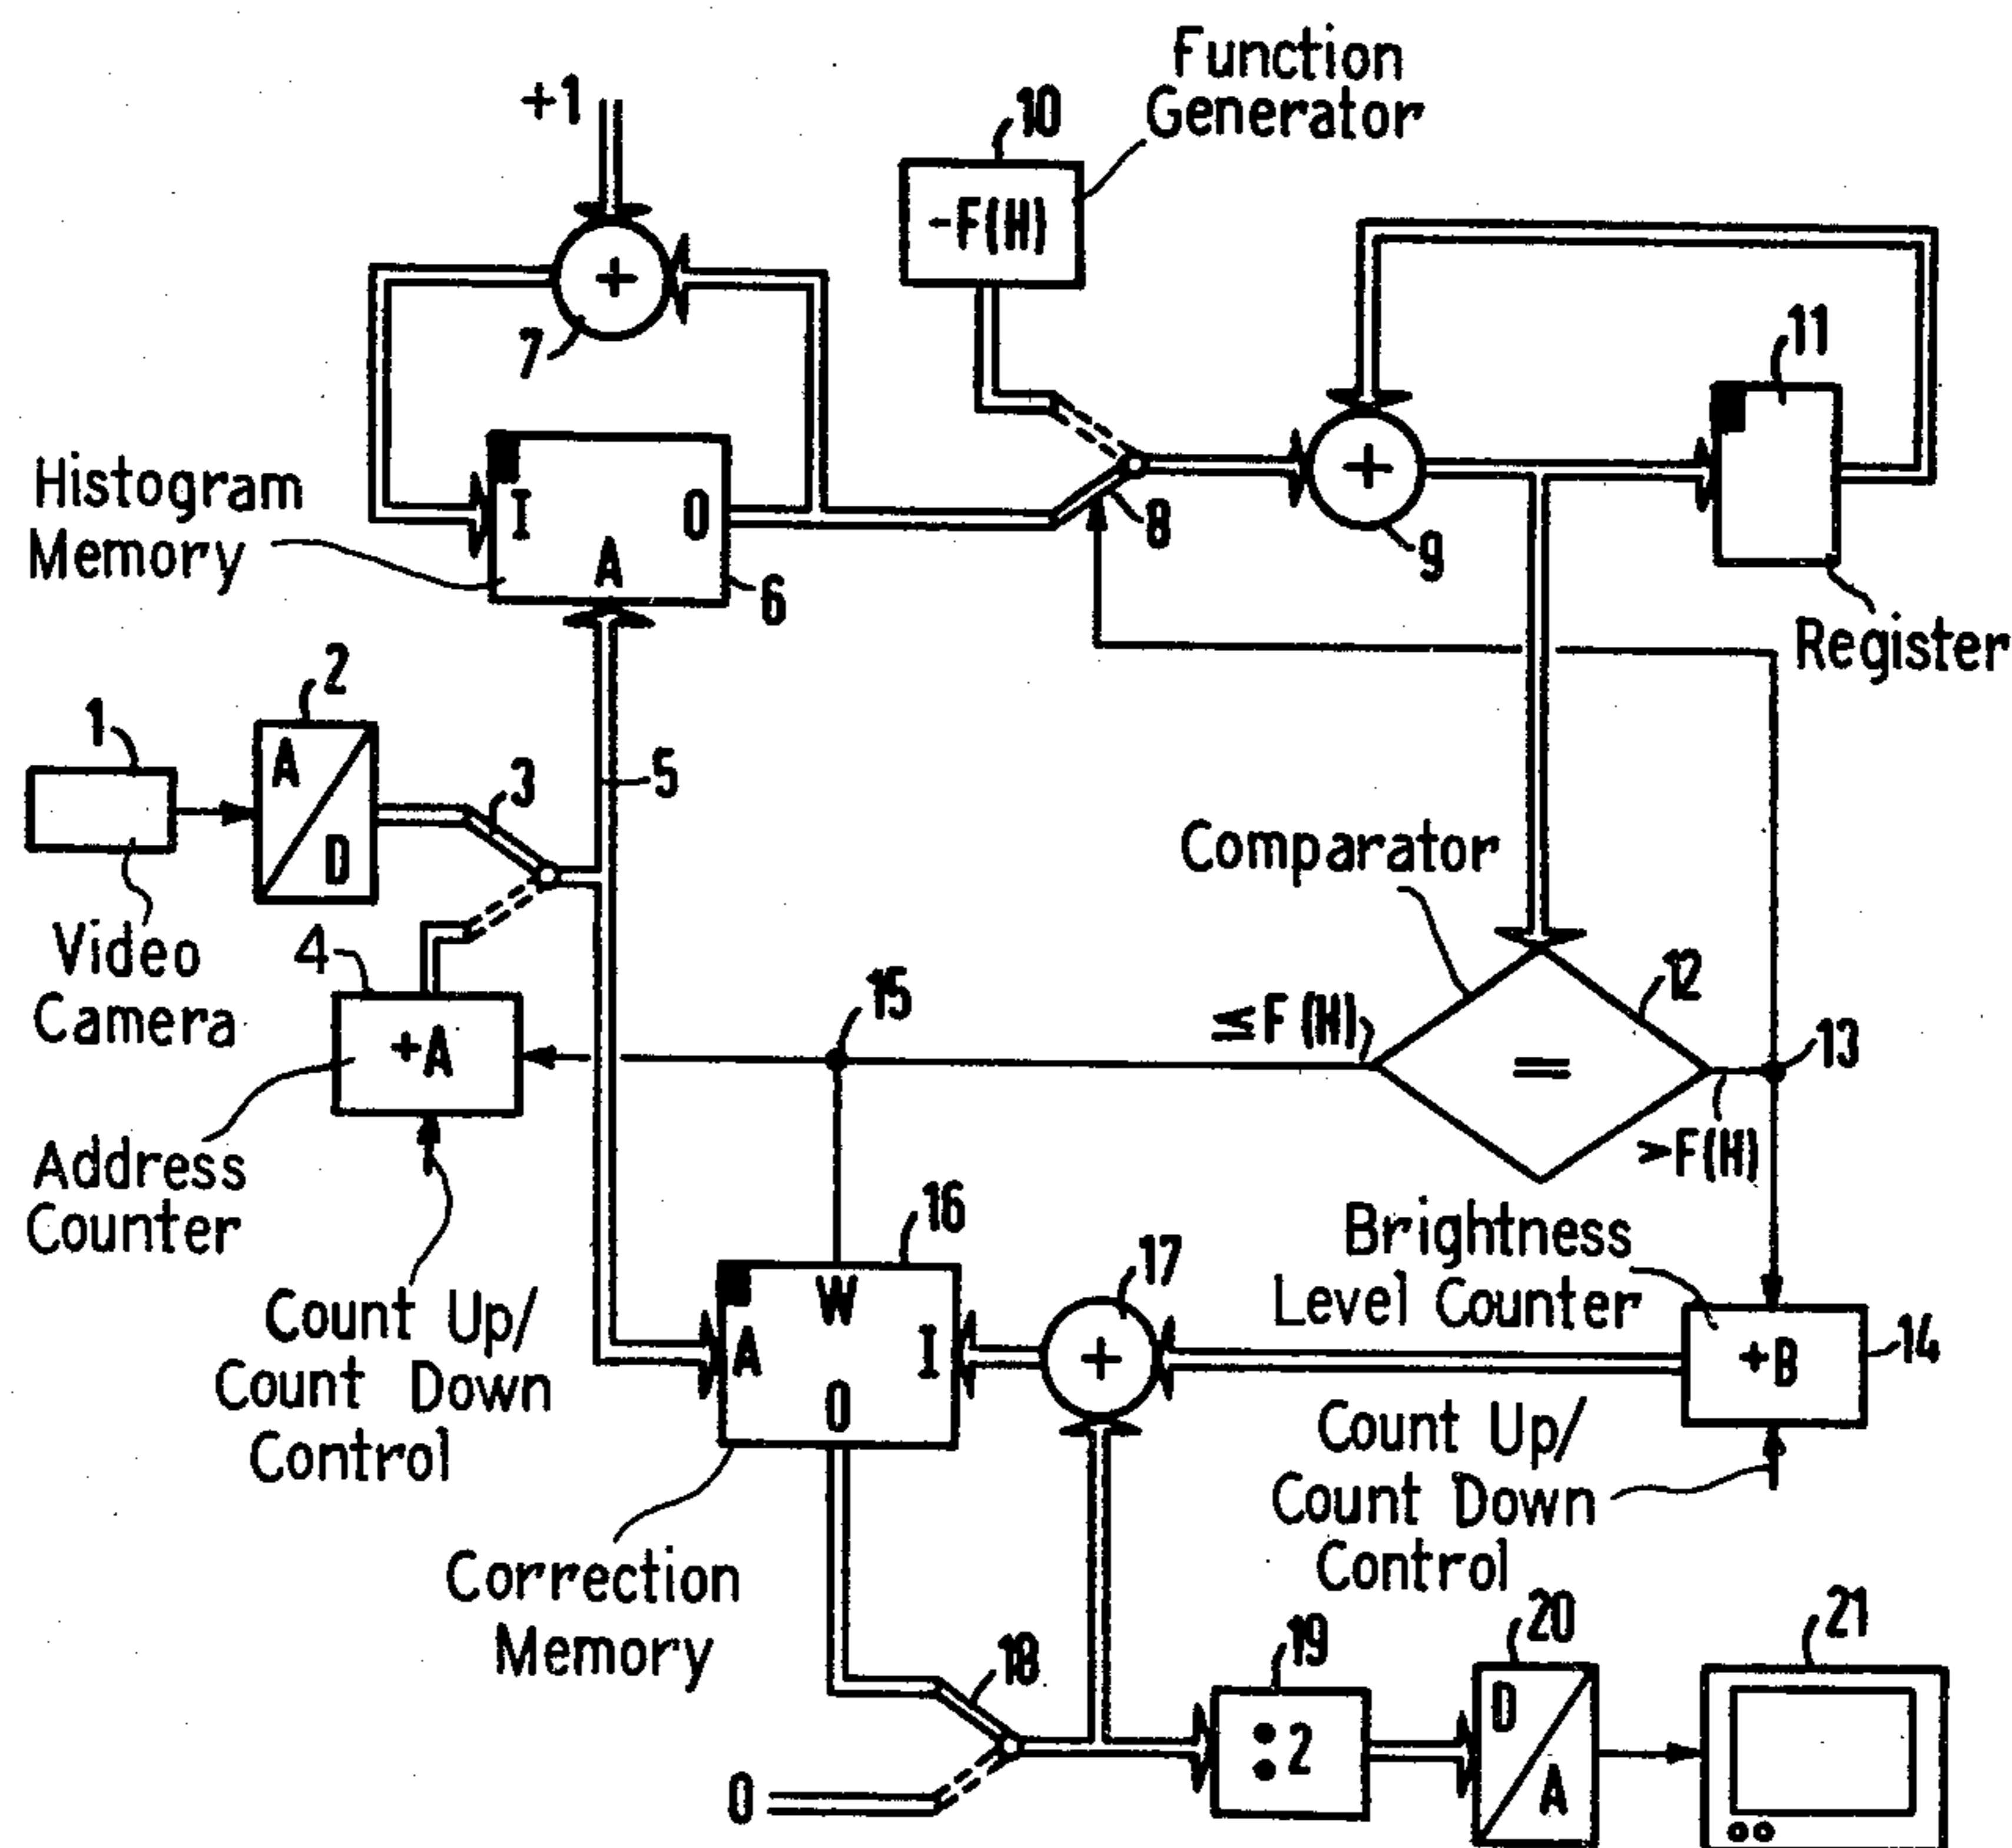 Function
Generator
+1
10
-F(H)
+
7
11
Histogram
Memory
I
O
A
6
8
+
9
Register
1
2
A
D
3
5
Video
Camera
4
+A
Comparator
12
=
≤F(H)
>F(H)
13
15
Address
Counter
Count Up/
Count Down
Control
16
W
A
I
O
17
+
Brightness
Level Counter
+B
14
Count Up/
Count Down
Control
Correction
Memory
18
0
19
:2
20
D
A
21